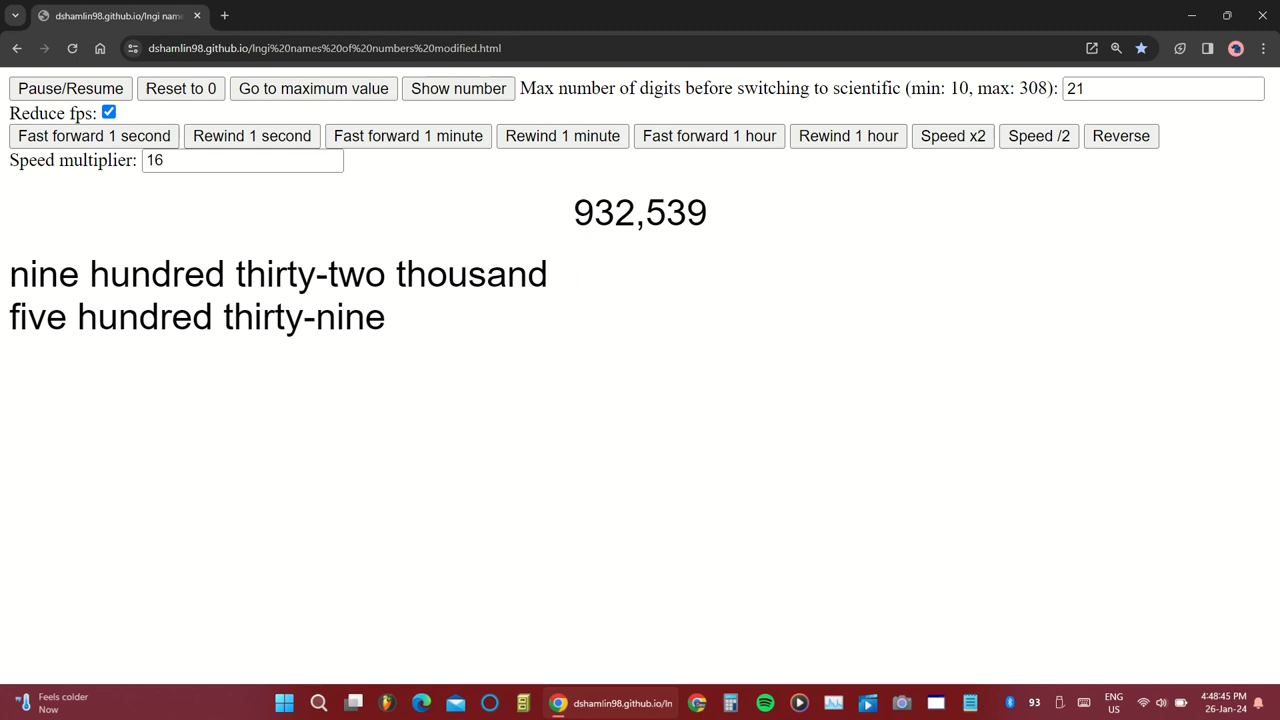 dshamlin98.github.io/lngi name
dshamlin98.github.io/lngi%20names%20of%20numbers%20modified.html
Pause/Resume Reset to 0 Go to maximum value Show number Max number of digits before switching to scientific (min: 10, max: 308): 21
Reduce fps:
Fast forward 1 second Rewind 1 second Fast forward 1 minute Rewind 1 minute Fast forward 1 hour Rewind 1 hour Speed x2 Speed /2 Reverse
Speed multiplier: 16
932,539
nine hundred thirty-two thousand
five hundred thirty-nine
Feels colder
Now
dshamlin98.github.io/ln
93
ENG
US
4:48:45 PM
26-Jan-24